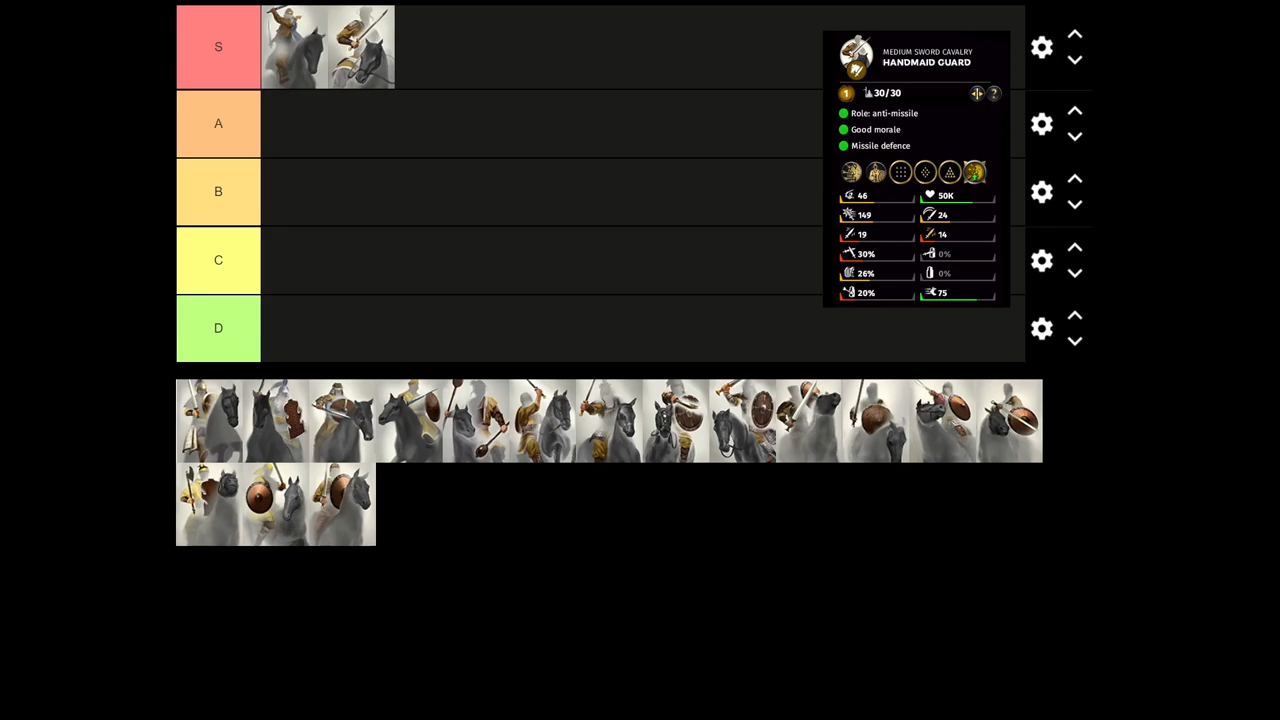 S
A
B
C
D
MEDIUM SWORD CAVALRY
HANDMAID GUARD
1 30/30 ?
Role: anti-missile
Good morale
Missile defence
46 50K
149 24
19 14
30% 0%
26% 0%
20% 75